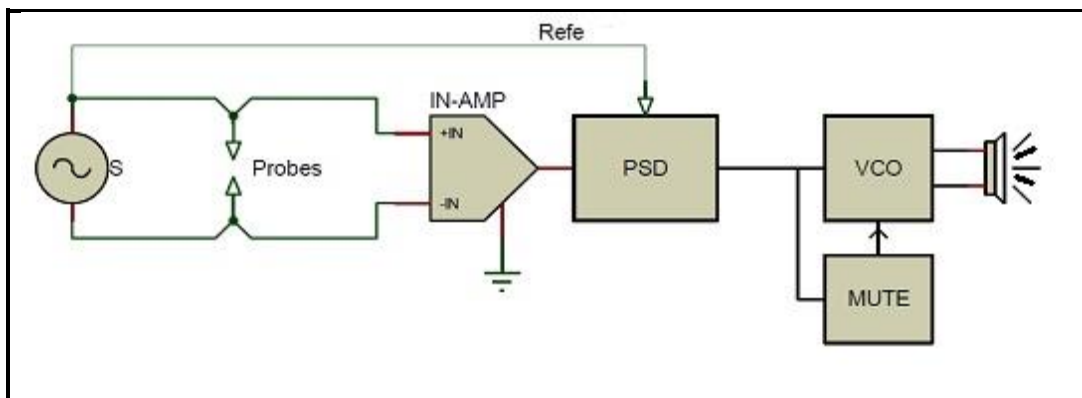 Refe
IN-AMP
+IN
-IN
S
Probes
PSD
VCO
MUTE